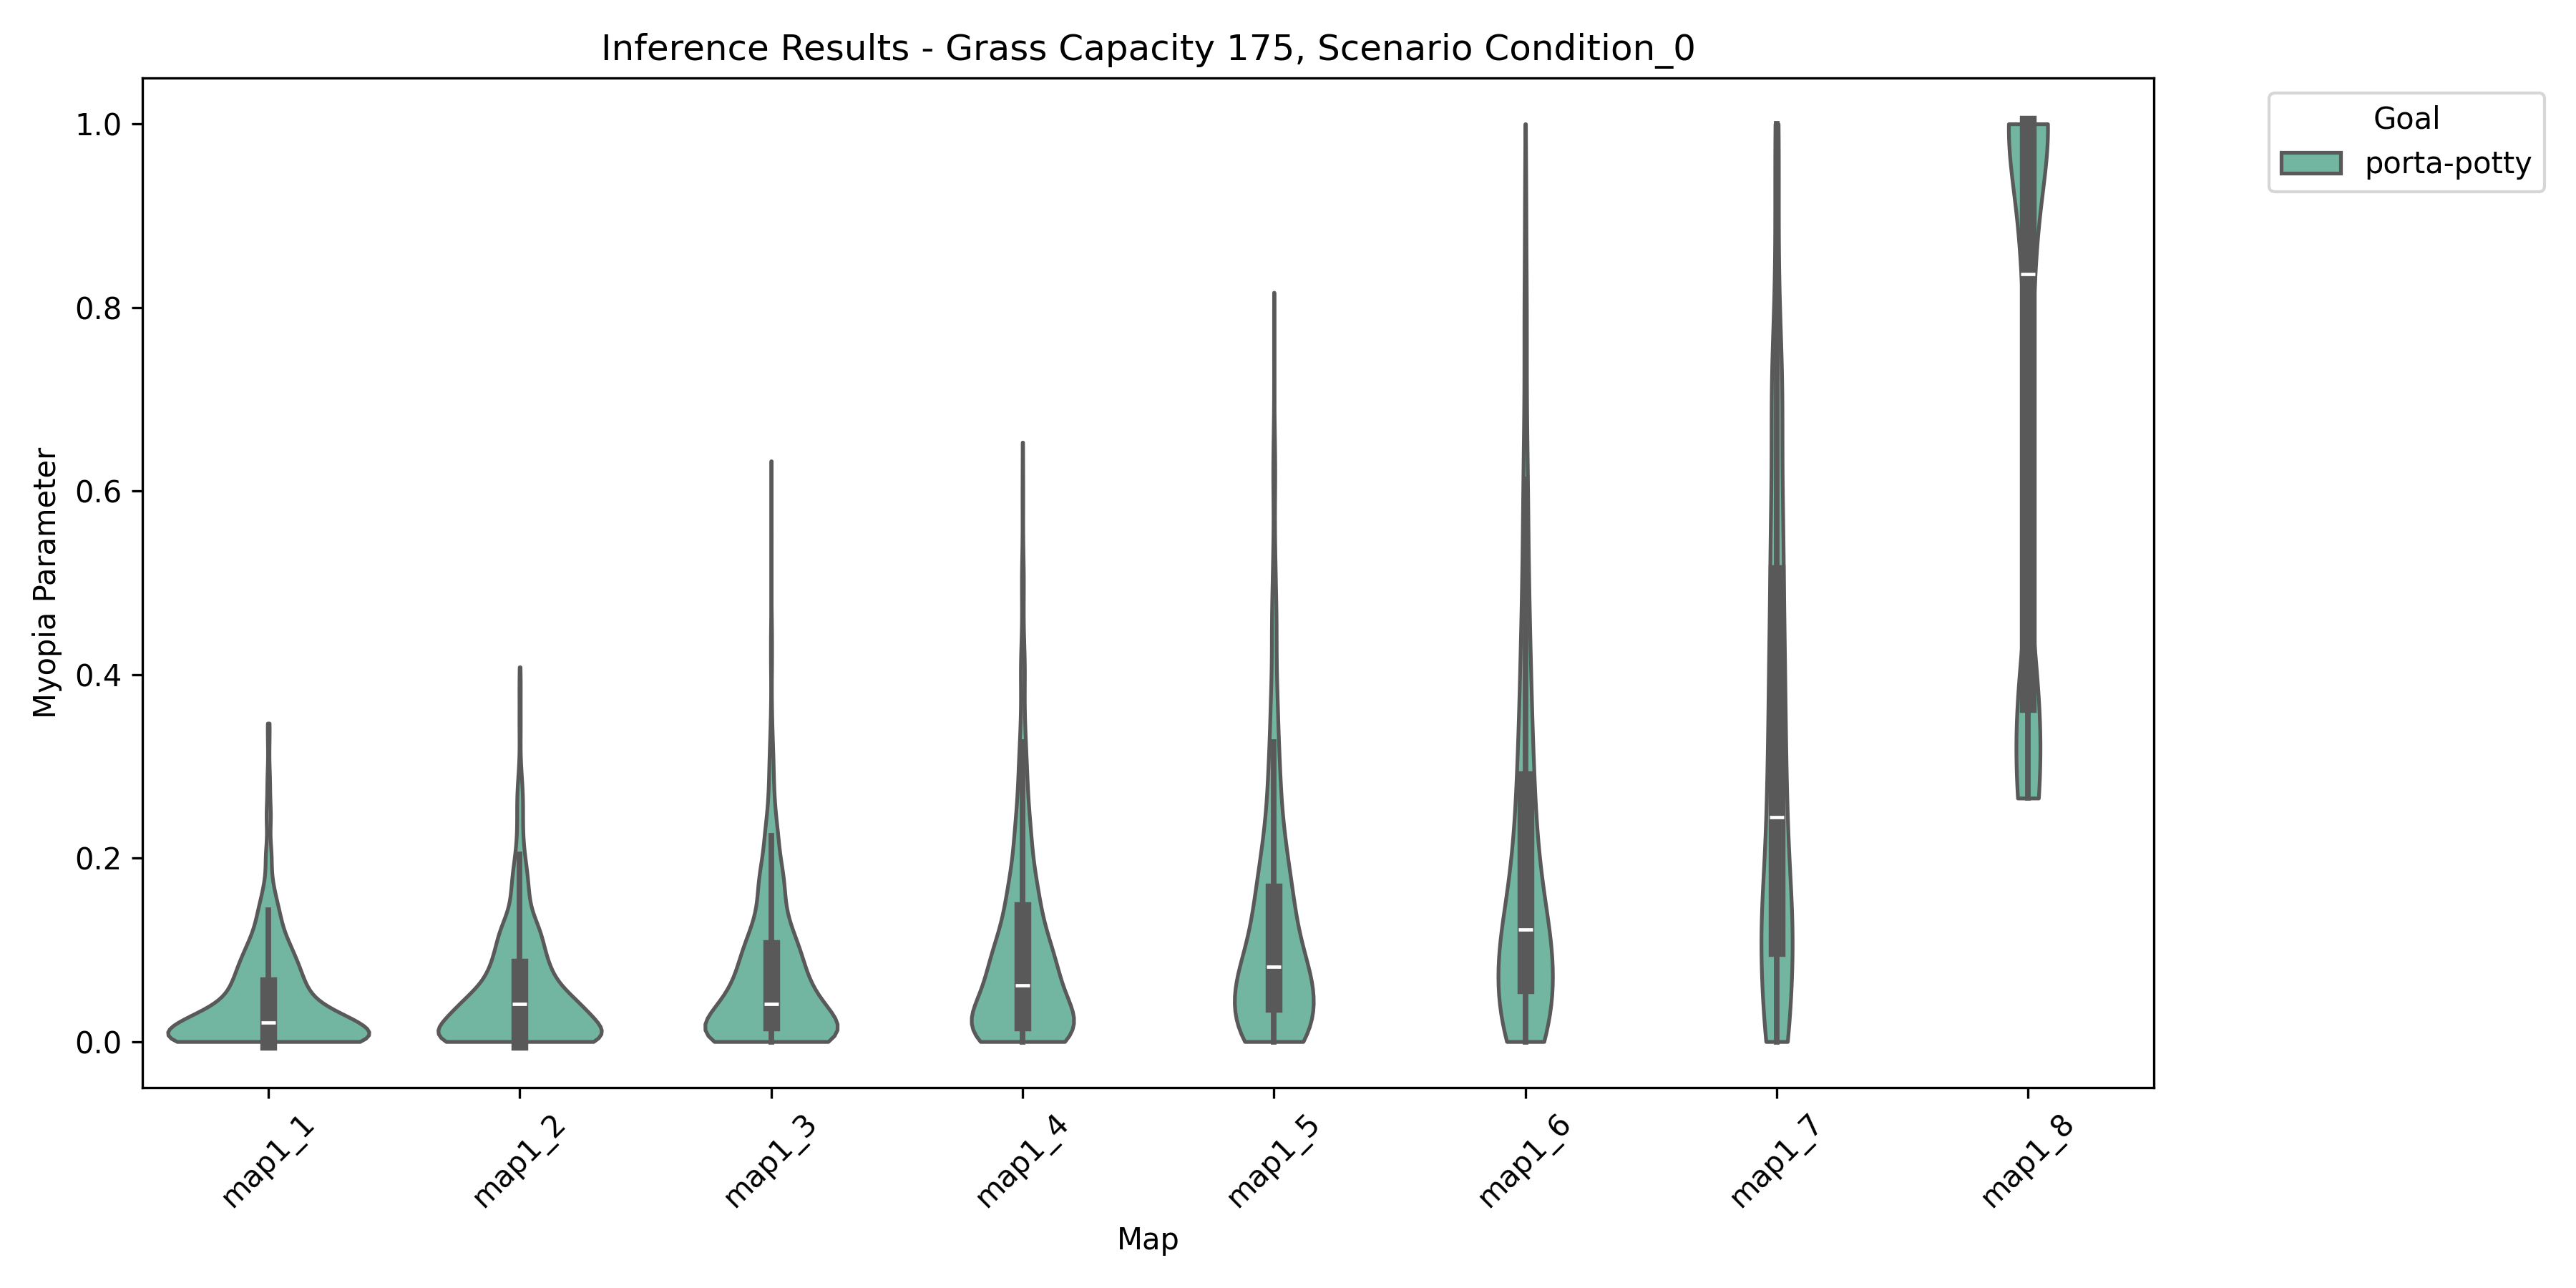 Inference Results - Grass Capacity 175, Scenario Condition_0
Goal
porta-potty
Myopia Parameter
1.0
0.8
0.6
0.4
0.2
0.0
map1_1
map1_2
map1_3
map1_4
map1_5
map1_6
map1_7
map1_8
Map